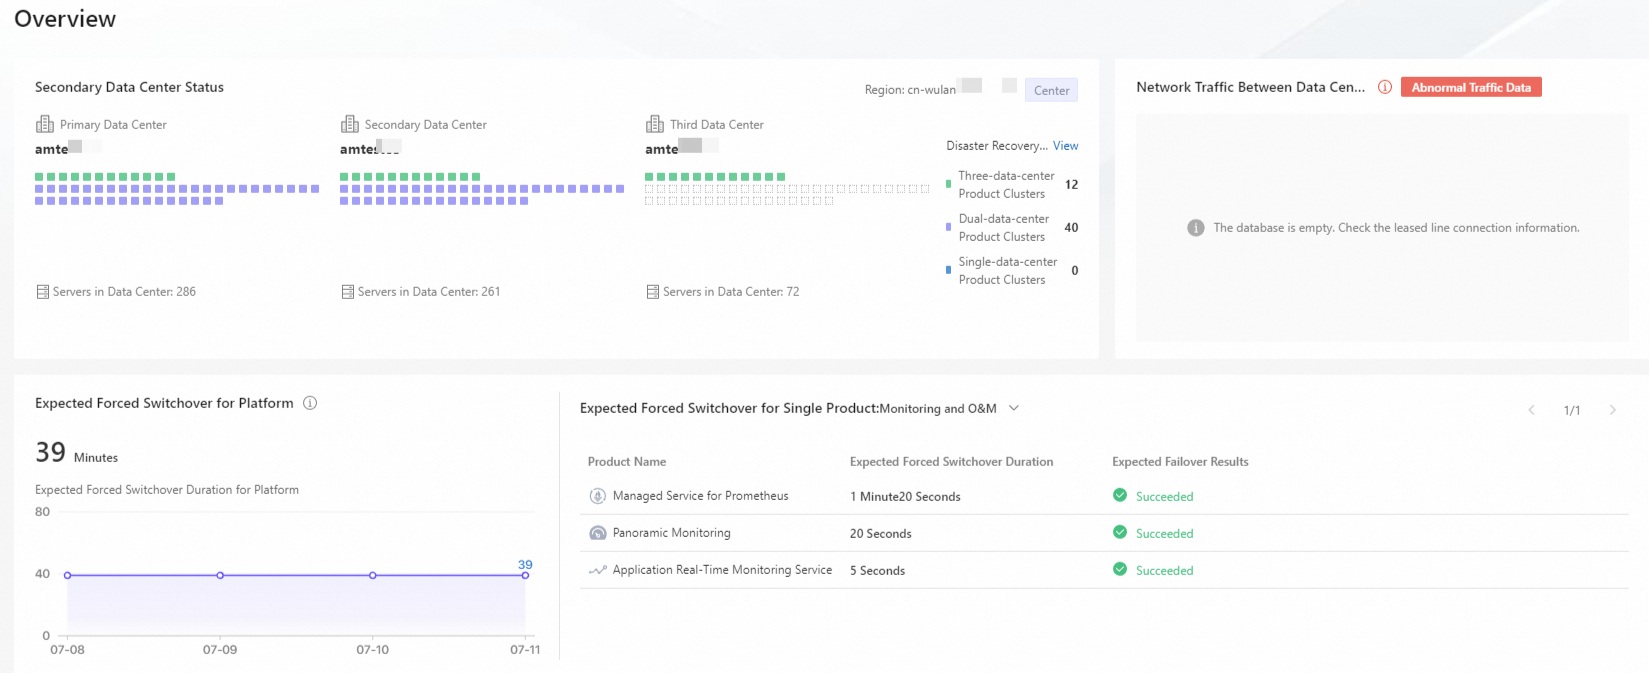 Overview
Secondary Data Center Status
Region: cn-wulan
Center
Primary Data Center
amte
Secondary Data Center
Third Data Center
amte
Disaster Recovery... View
Three-data-center
Product Clusters
12
Dual-data-center
Product Clusters
40
Single-data-center
Product Clusters
0
Servers in Data Center: 286
Servers in Data Center: 261
Servers in Data Center: 72
Network Traffic Between Data Cen...
Abnormal Traffic Data
The database is empty. Check the leased line connection information.
Expected Forced Switchover for Platform
39 Minutes
Expected Forced Switchover Duration for Platform
80
40
0
39
07-08
07-09
07-10
07-11
Expected Forced Switchover for Single Product:Monitoring and O&M
1/1
Product Name
Expected Forced Switchover Duration
Expected Failover Results
Managed Service for Prometheus
1 Minute20 Seconds
Succeeded
Panoramic Monitoring
20 Seconds
Succeeded
Application Real-Time Monitoring Service
5 Seconds
Succeeded